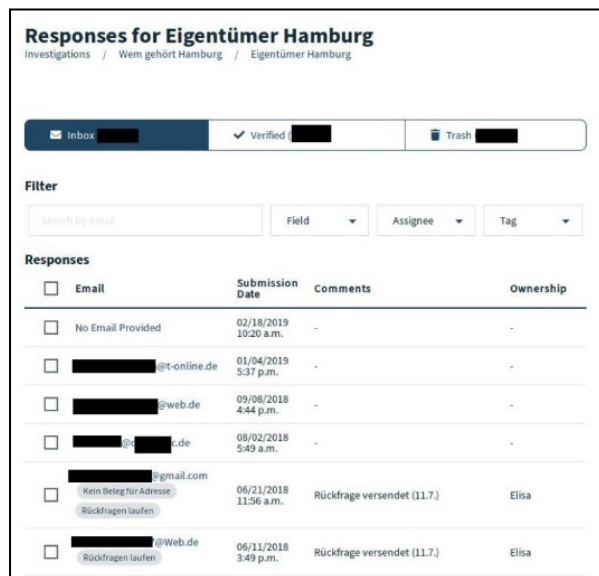 Responses for Eigentümer Hamburg
Investigations / Wem gehört Hamburg / Eigentümer Hamburg
Inbox
Verified (
Trash
Filter
Search by email
Field
Assignee
Tag
Responses
Email
Submission
Date
Comments
Ownership
No Email Provided
02/18/2019
10:20 a.m.
-
-
@t-online.de
01/04/2019
5:37 p.m.
-
-
@web.de
09/08/2018
4:44 p.m.
-
-
c.de
08/02/2018
5:49 a.m.
-
-
@gmail.com
Kein Beleg für Adresse
Rückfragen laufen
06/21/2018
11:56 a.m.
Rückfrage versendet (11.7.)
Elisa
@Web.de
Rückfragen laufen
06/11/2018
3:49 p.m.
Rückfrage versendet (11.7.)
Elisa